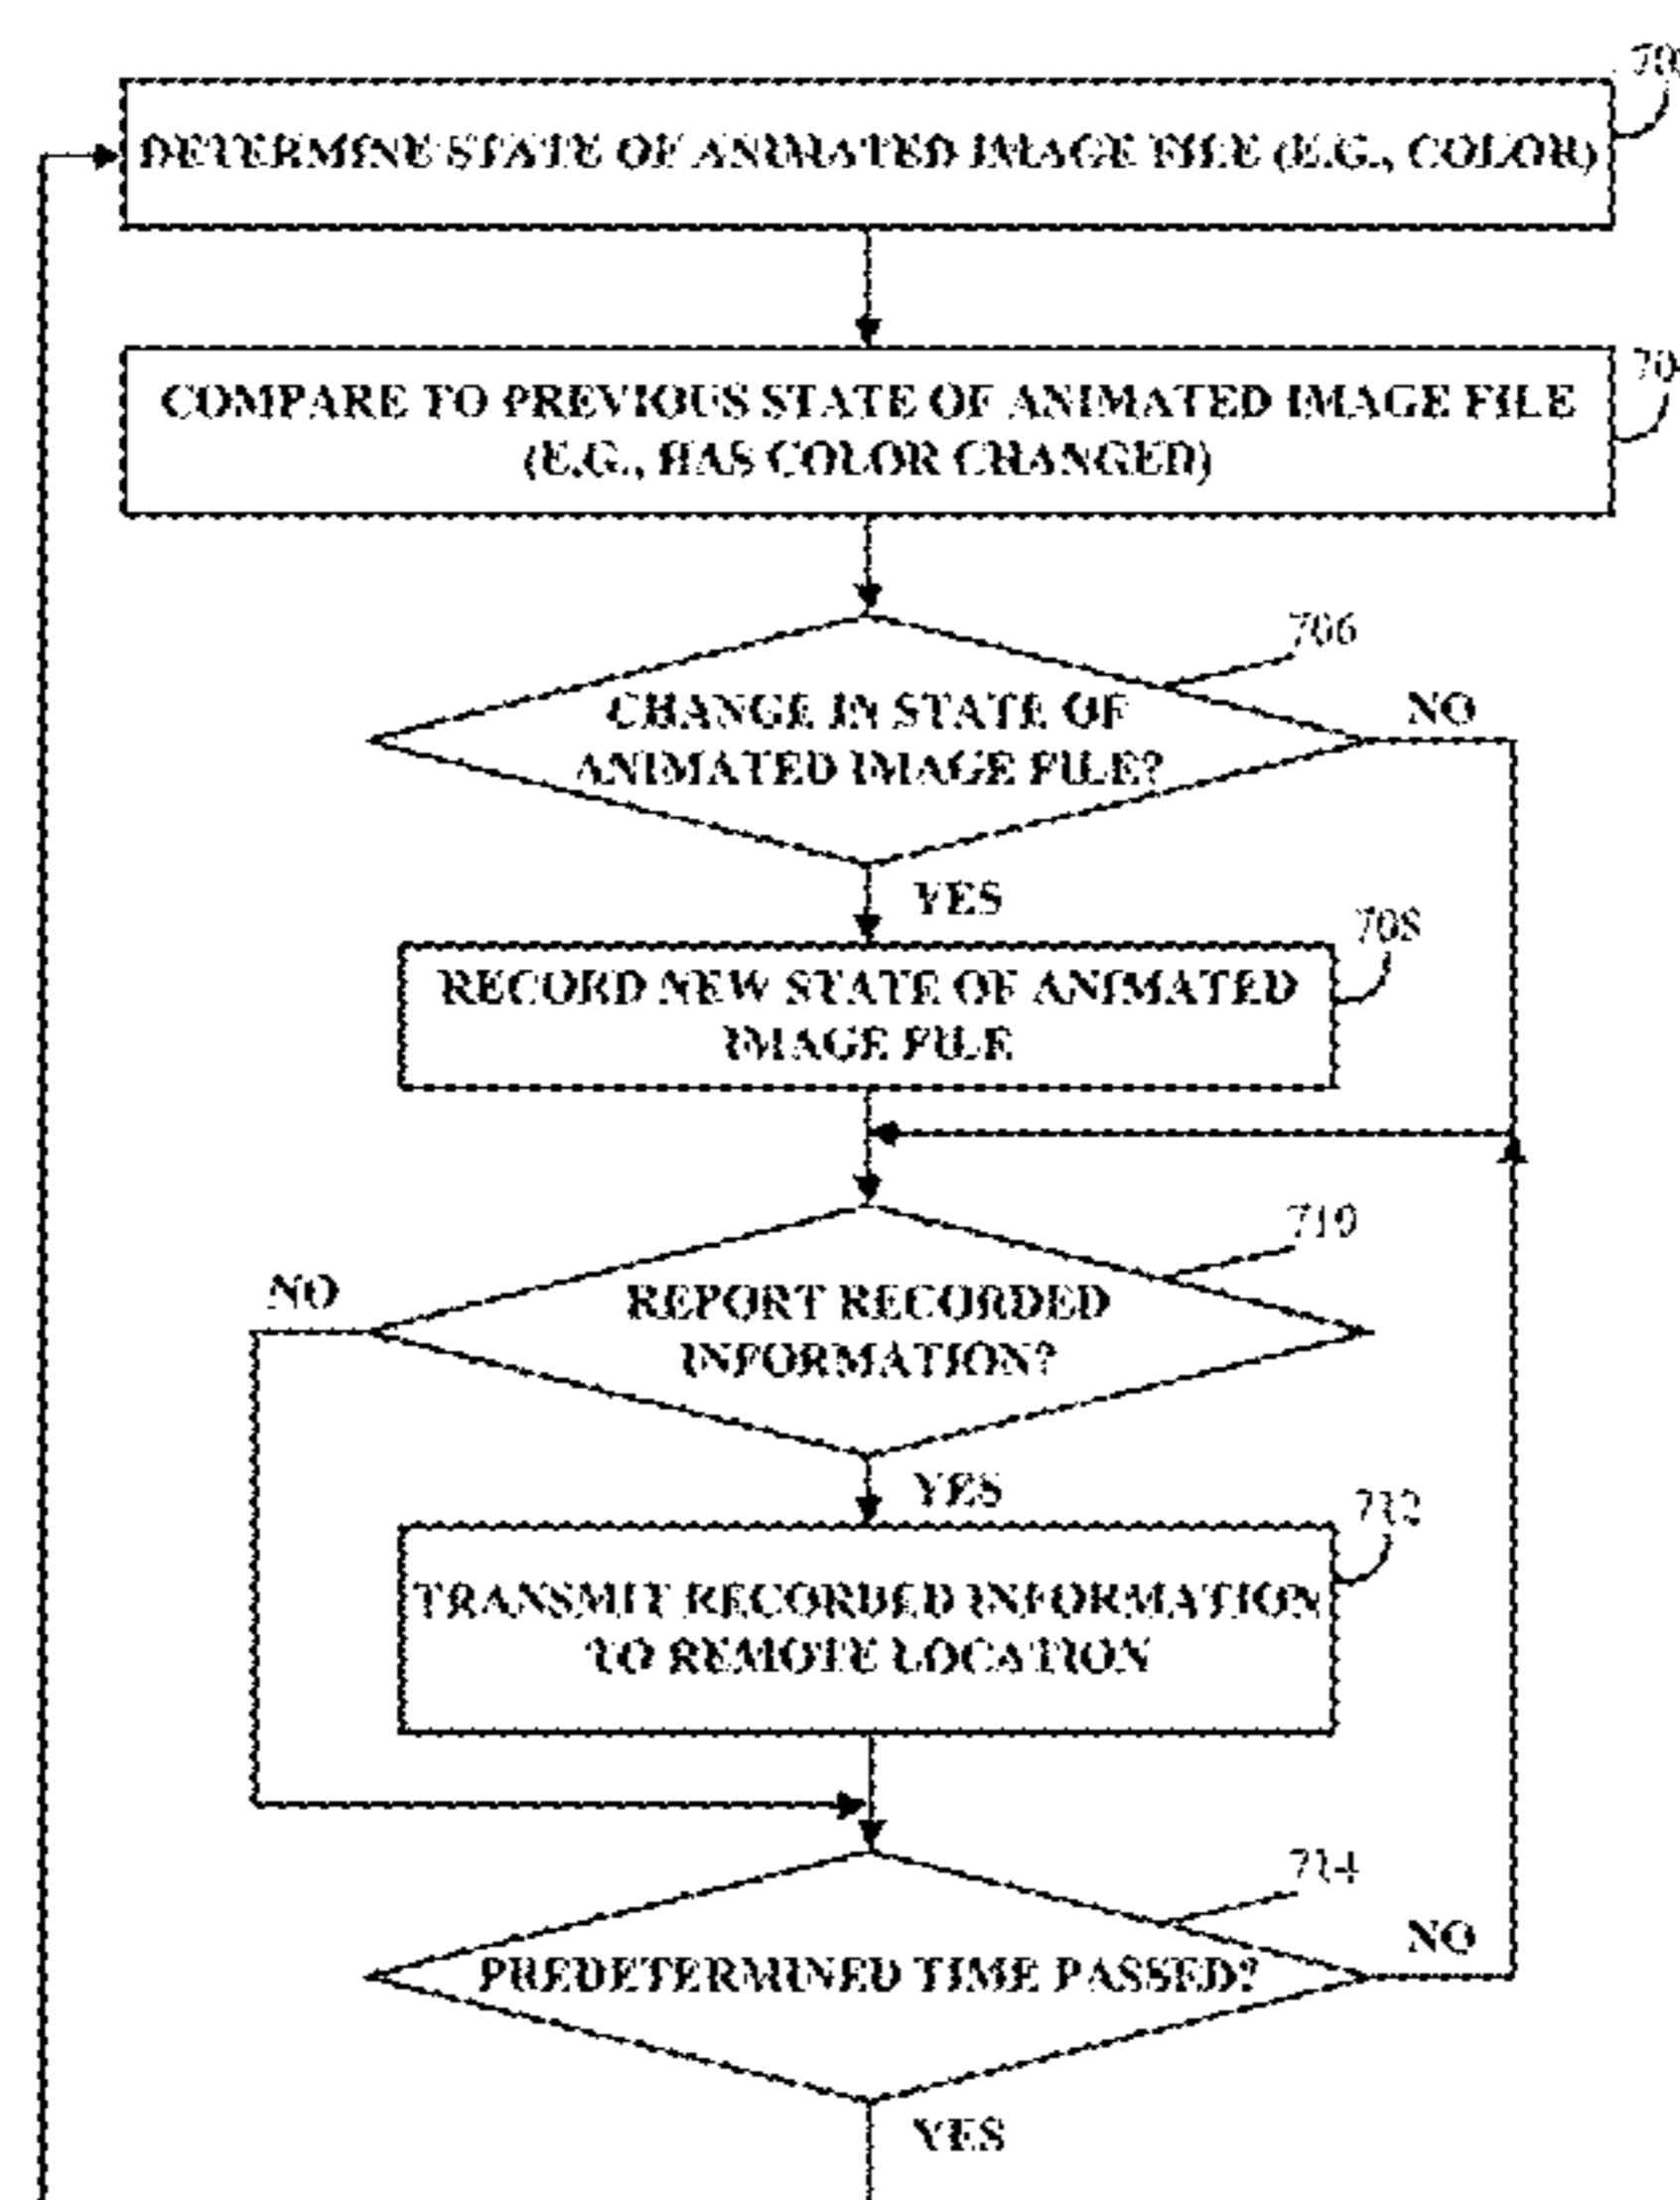 DETERMINE STATE OF ANIMATED IMAGE FILE (E.G., COLOR)
COMPARE TO PREVIOUS STATE OF ANIMATED IMAGE FILE
(E.G., HAS COLOR CHANGED)
706
CHANGE IN STATE OF
ANIMATED IMAGE FILE?
NO
YES
708
RECORD NEW STATE OF ANIMATED
IMAGE FILE
710
NO
REPORT RECORDED
INFORMATION?
YES
712
TRANSMIT RECORDED INFORMATION
TO REMOTE LOCATION
714
PREDETERMINED TIME PASSED?
NO
YES